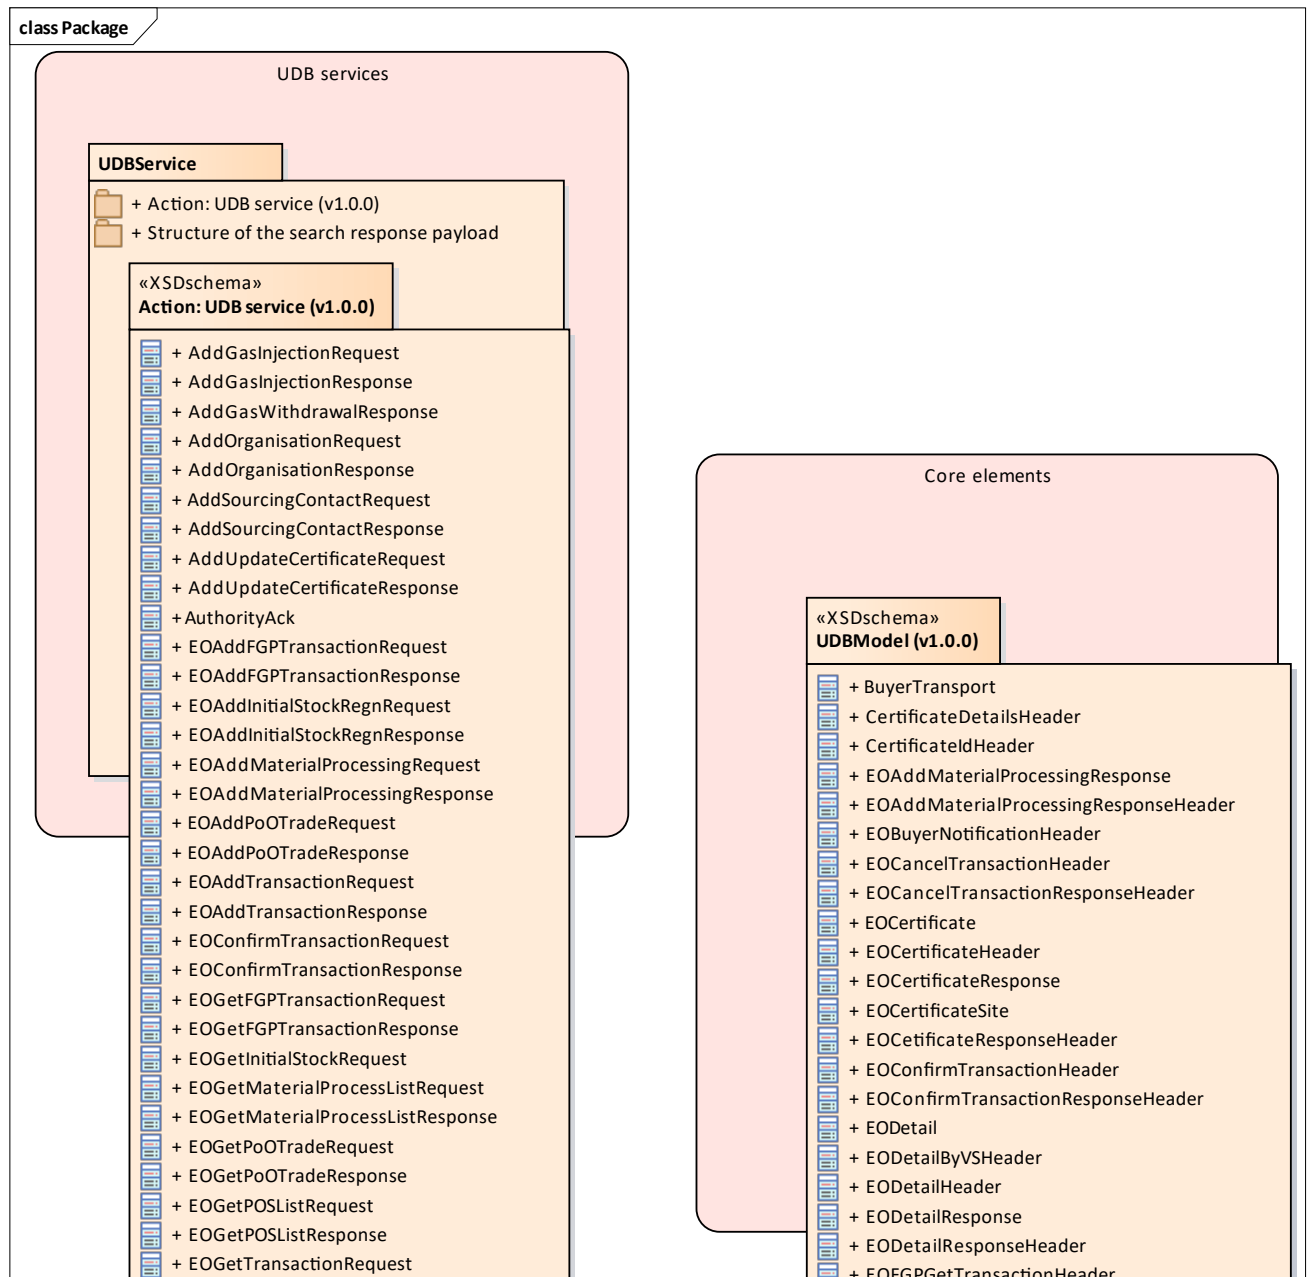 class Package
UDB services
UDBService
+ Action: UDB service (v1.0.0)
+ Structure of the search response payload
«XSDschema»
Action: UDB service (v1.0.0)
+ AddGasInjectionRequest
+ AddGasInjectionResponse
+ AddGasWithdrawalResponse
+ AddOrganisationRequest
+ AddOrganisationResponse
+ AddSourcingContactRequest
+ AddSourcingContactResponse
+ AddUpdateCertificateRequest
+ AddUpdateCertificateResponse
+ AuthorityAck
+ EOAddFGPTransactionRequest
+ EOAddFGPTransactionResponse
+ EOAddInitialStockRegnRequest
+ EOAddInitialStockRegnResponse
+ EOAddMaterialProcessingRequest
+ EOAddMaterialProcessingResponse
+ EOAddPoOTradeRequest
+ EOAddPoOTradeResponse
+ EOAddTransactionRequest
+ EOAddTransactionResponse
+ EOConfirmTransactionRequest
+ EOConfirmTransactionResponse
+ EOGetFGPTransactionRequest
+ EOGetFGPTransactionResponse
+ EOGetInitialStockRequest
+ EOGetMaterialProcessListRequest
+ EOGetMaterialProcessListResponse
+ EOGetPoOTradeRequest
+ EOGetPoOTradeResponse
+ EOGetPOSListRequest
+ EOGetPOSListResponse
+ EOGetTransactionRequest
Core elements
«XSDschema»
UDBModel (v1.0.0)
+ BuyerTransport
+ CertificateDetailsHeader
+ CertificateIdHeader
+ EOAddMaterialProcessingResponse
+ EOAddMaterialProcessingResponseHeader
+ EOBuyerNotificationHeader
+ EOCancelTransactionHeader
+ EOCancelTransactionResponseHeader
+ EOCertificate
+ EOCertificateHeader
+ EOCertificateResponse
+ EOCertificateSite
+ EOCetificateResponseHeader
+ EOConfirmTransactionHeader
+ EOConfirmTransactionResponseHeader
+ EODetail
+ EODetailByVSHeader
+ EODetailHeader
+ EODetailResponse
+ EODetailResponseHeader
+ EOFGPGetTransactionHeader